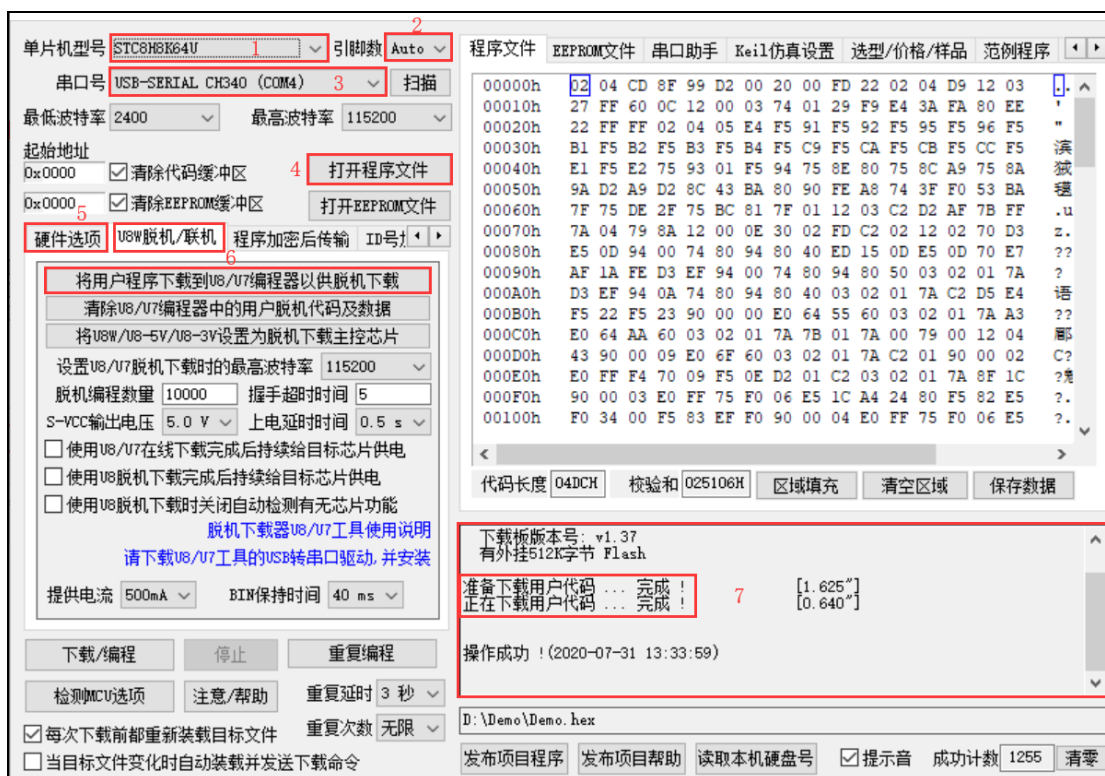 单片机型号 STC8H8K64U 1 引脚数 Auto 2
串口号 USB-SERIAL CH340 (COM4) 3 扫描
最低波特率 2400 最高波特率 115200
起始地址
0x0000 清除代码缓冲区 4 打开程序文件
0x0000 清除EEPROM缓冲区 打开EEPROM文件
5
硬件选项 U8W脱机/联机 程序加密后传输 ID号
6
将用户程序下载到U8/U7编程器以供脱机下载
清除U8/U7编程器中的用户脱机代码及数据
将U8W/U8-5V/U8-3V设置为脱机下载主控芯片
设置U8/U7脱机下载时的最高波特率 115200
脱机编程数量 10000 握手超时时间 5
S-VCC输出电压 5.0 V 上电延时时间 0.5 s
使用U8/U7在线下载完成后持续给目标芯片供电
使用U8脱机下载完成后持续给目标芯片供电
使用U8脱机下载时关闭自动检测有无芯片功能
脱机下载器U8/U7工具使用说明
请下载U8/U7工具的USB转串口驱动,并安装
提供电流 500mA BIN保持时间 40 ms
下载/编程 停止 重复编程
检测MCU选项 注意/帮助 重复延时 3 秒
每次下载前都重新装载目标文件 重复次数 无限
当目标文件变化时自动装载并发送下载命令
程序文件 EEPROM文件 串口助手 Keil仿真设置 选型/价格/样品 范例程序
00000h 02 04 CD 8F 99 D2 00 20 00 FD 22 02 04 D9 12 03 ..
00010h 27 FF 60 0C 12 00 03 74 01 29 F9 E4 3A FA 80 EE '
00020h 22 FF FF 02 04 05 E4 F5 91 F5 92 F5 95 F5 96 F5 "
00030h B1 F5 B2 F5 B3 F5 B4 F5 C9 F5 CA F5 CB F5 CC F5 滨
00040h E1 F5 E2 75 93 01 F5 94 75 8E 80 75 8C A9 75 8A
00050h 9A D2 A9 D2 8C 43 BA 80 90 FE A8 74 3F F0 53 BA
00060h 7F 75 DE 2F 75 BC 81 7F 01 12 03 C2 D2 AF 7B FF .u
00070h 7A 04 79 8A 12 00 0E 30 02 FD C2 02 12 02 70 D3 z.
00080h E5 0D 94 00 74 80 94 80 40 ED 15 0D E5 0D 70 E7 ??
00090h AF 1A FE D3 EF 94 00 74 80 94 80 50 03 02 01 7A ?
000A0h D3 EF 94 0A 74 80 94 80 40 03 02 01 7A C2 D5 E4 语
000B0h F5 22 F5 23 90 00 00 E0 64 55 60 03 02 01 7A A3 ??
000C0h E0 64 AA 60 03 02 01 7A 7B 01 7A 00 79 00 12 04 郿
000D0h 43 90 00 09 E0 6F 60 03 02 01 7A C2 01 90 00 02 C?
000E0h E0 FF F4 70 09 F5 0E D2 01 C2 03 02 01 7A 8F 1C
000F0h 90 00 03 E0 FF 75 F0 06 E5 1C A4 24 80 F5 82 E5 ?.
00100h F0 34 00 F5 83 EF F0 90 00 04 E0 FF 75 F0 06 E5 ?.
代码长度 04DCH 校验和 025106H 区域填充 清空区域 保存数据
下载板版本号: v1.37
有外挂512K字节 Flash
准备下载用户代码 ... 完成 ! [1.625"]
正在下载用户代码 ... 完成 ! [0.640"]
7
操作成功 !(2020-07-31 13:33:59)
D:\Demo\Demo.hex
发布项目程序 发布项目帮助 读取本机硬盘号 提示音 成功计数 1255 清零